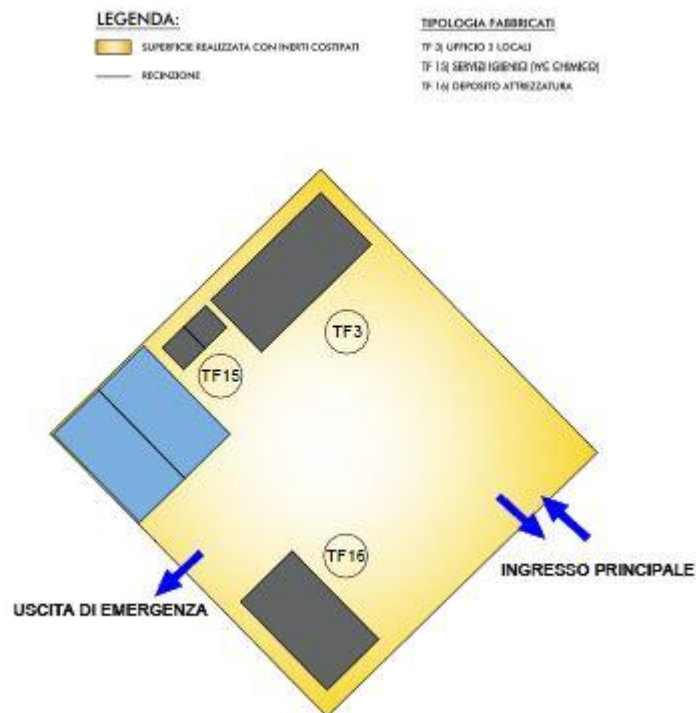 LEGENDA:
SUPERFICIE REALIZZATA CON INERTI COSTIPATI
RECINZIONE
TIPOLOGIA FABBRICATI
TF 3) UFFICIO 3 LOCALI
TF 15) SERVIZI IGIENICI (WC CHIMICO)
TF 16) DEPOSITO ATTREZZATURA
TF3
TF15
TF16
INGRESSO PRINCIPALE
USCITA DI EMERGENZA